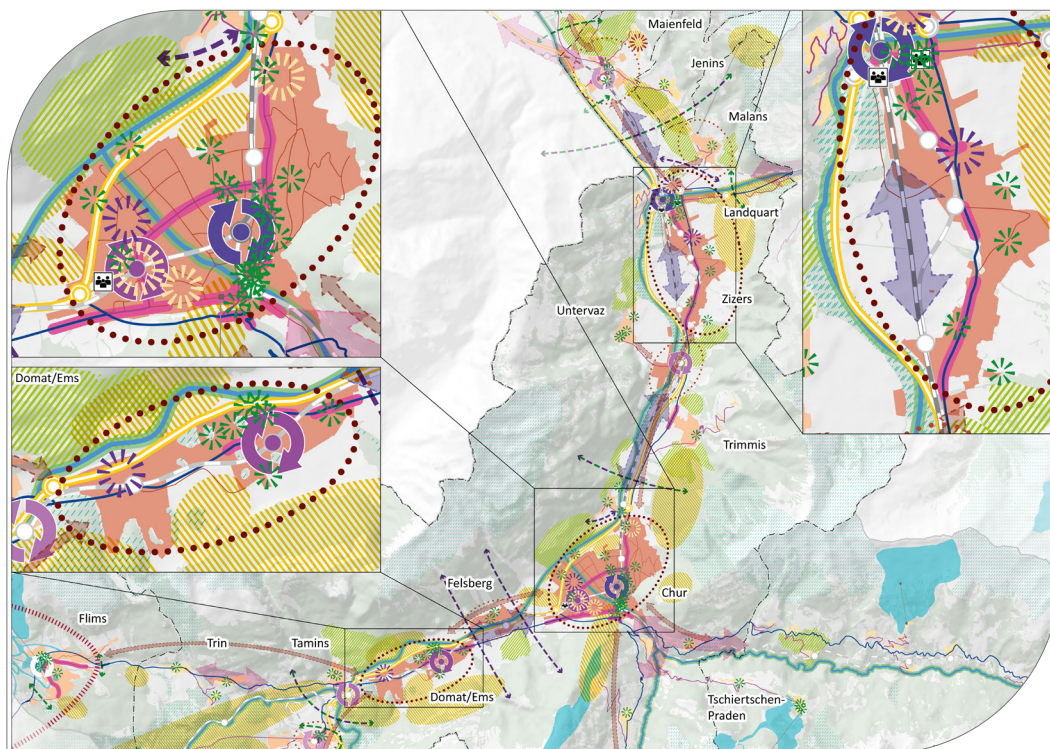 Maienfeld
Jenins
Malans
Landquart
Zizers
Untervaz
Trimmis
Domat/Ems
Felsberg
Chur
Flims
Trin
Tamins
Domat/Ems
Tschiertschen-
Praden